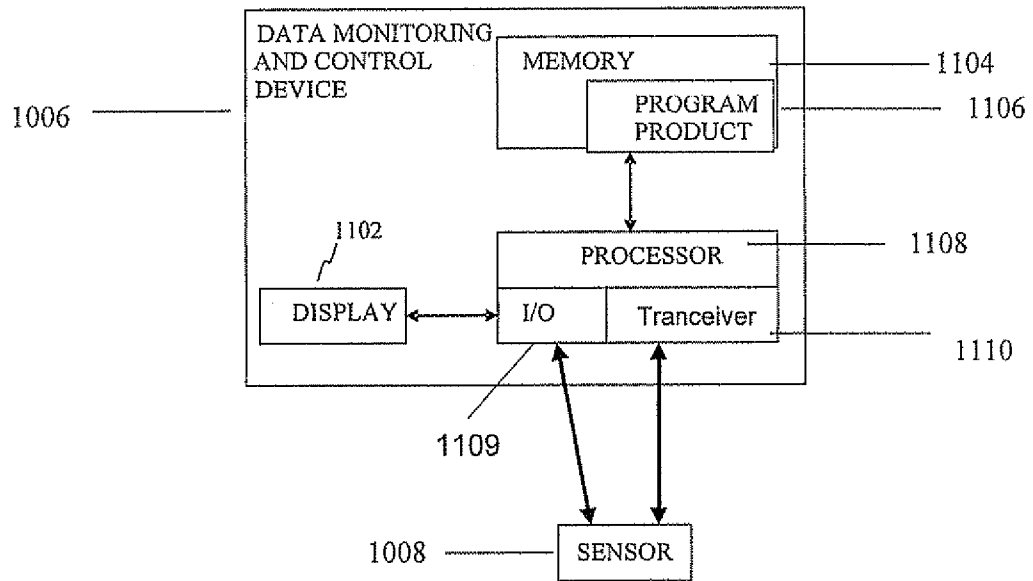 DATA MONITORING
AND CONTROL
DEVICE
MEMORY
1104
PROGRAM
PRODUCT
1106
1006
1102
PROCESSOR
1108
DISPLAY
I/O
Tranceiver
1110
1109
1008
SENSOR